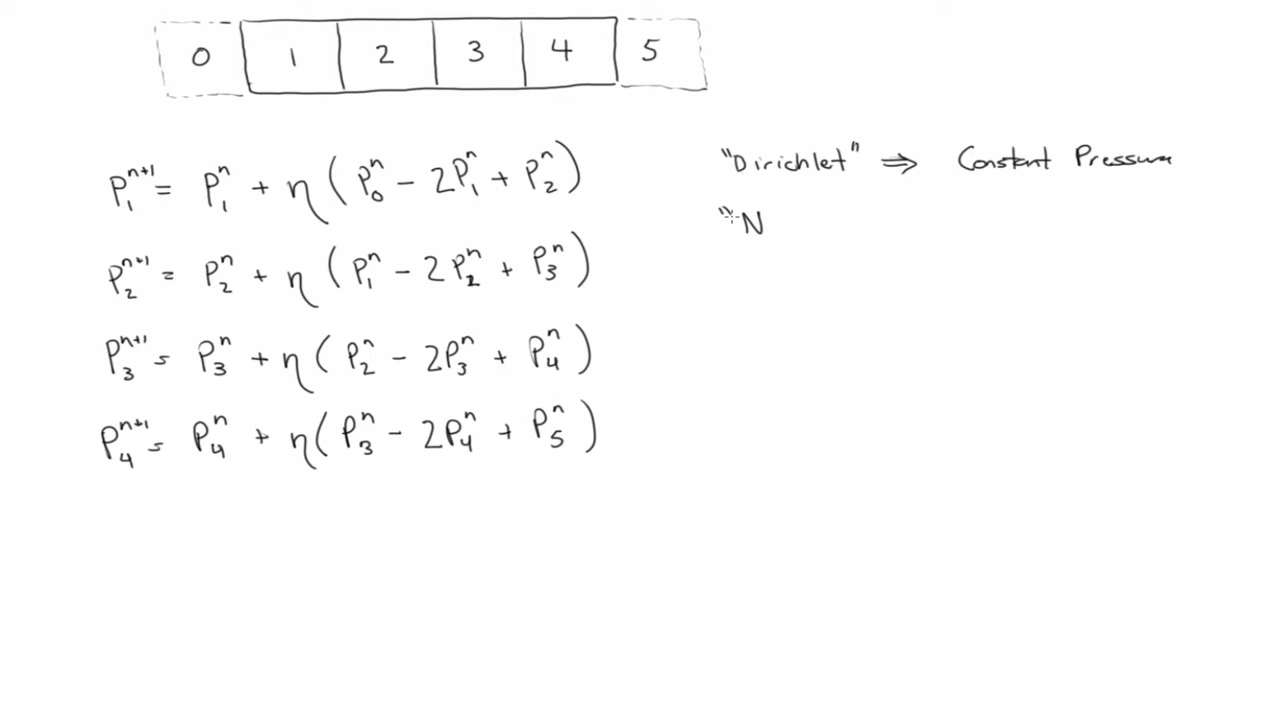 0 1 2 3 4 5
P₁ⁿ⁺¹ = P₁ⁿ + η ( P₀ⁿ − 2P₁ⁿ + P₂ⁿ )
"Dirichlet" ⇒ Constant Pressure
"N
P₂ⁿ⁺¹ = P₂ⁿ + η ( P₁ⁿ − 2P₂ⁿ + P₃ⁿ )
P₃ⁿ⁺¹ = P₃ⁿ + η ( P₂ⁿ − 2P₃ⁿ + P₄ⁿ )
P₄ⁿ⁺¹ = P₄ⁿ + η ( P₃ⁿ − 2P₄ⁿ + P₅ⁿ )